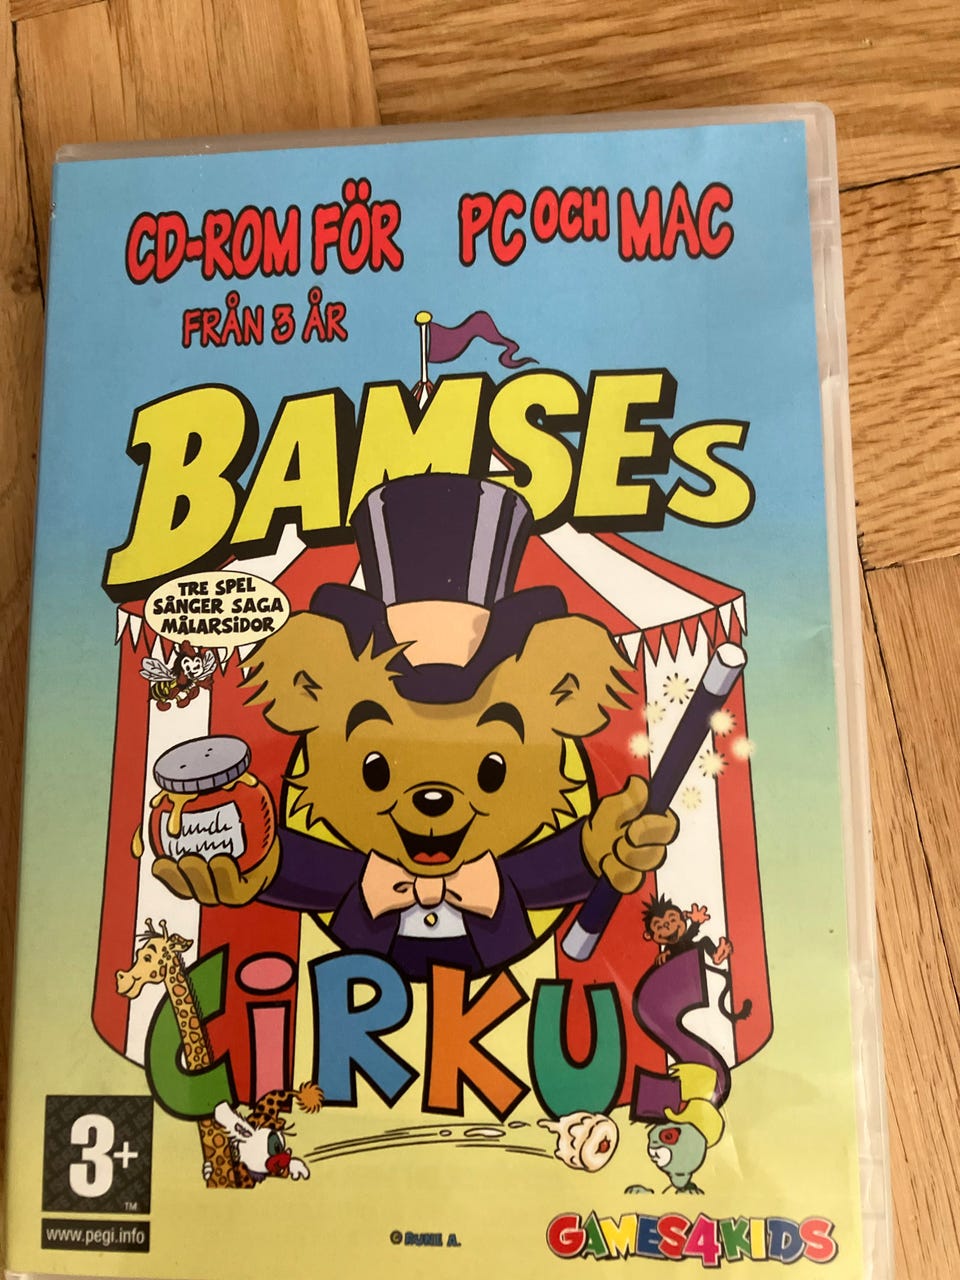 CD-ROM FÖR PC OCH MAC
FRÅN 3 ÅR
BAMSEs
TRE SPEL
SÅNGER SAGA
MÅLARSiDOR
CiRKUS
3+
TM
www.pegi.info
© RUNE A.
GAMES4KIDS